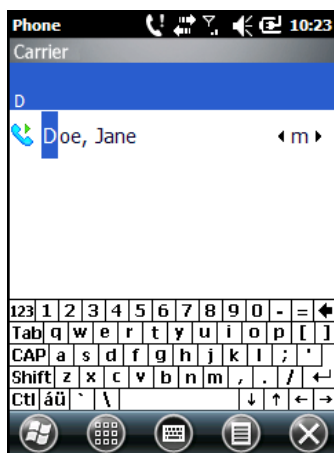 Phone 10:23
Carrier
D
Doe, Jane m
123 1 2 3 4 5 6 7 8 9 0 - =
Tab q w e r t y u i o p [ ]
CAP a s d f g h j k l ; '
Shift z x c v b n m , . /
Ctl áü ` \